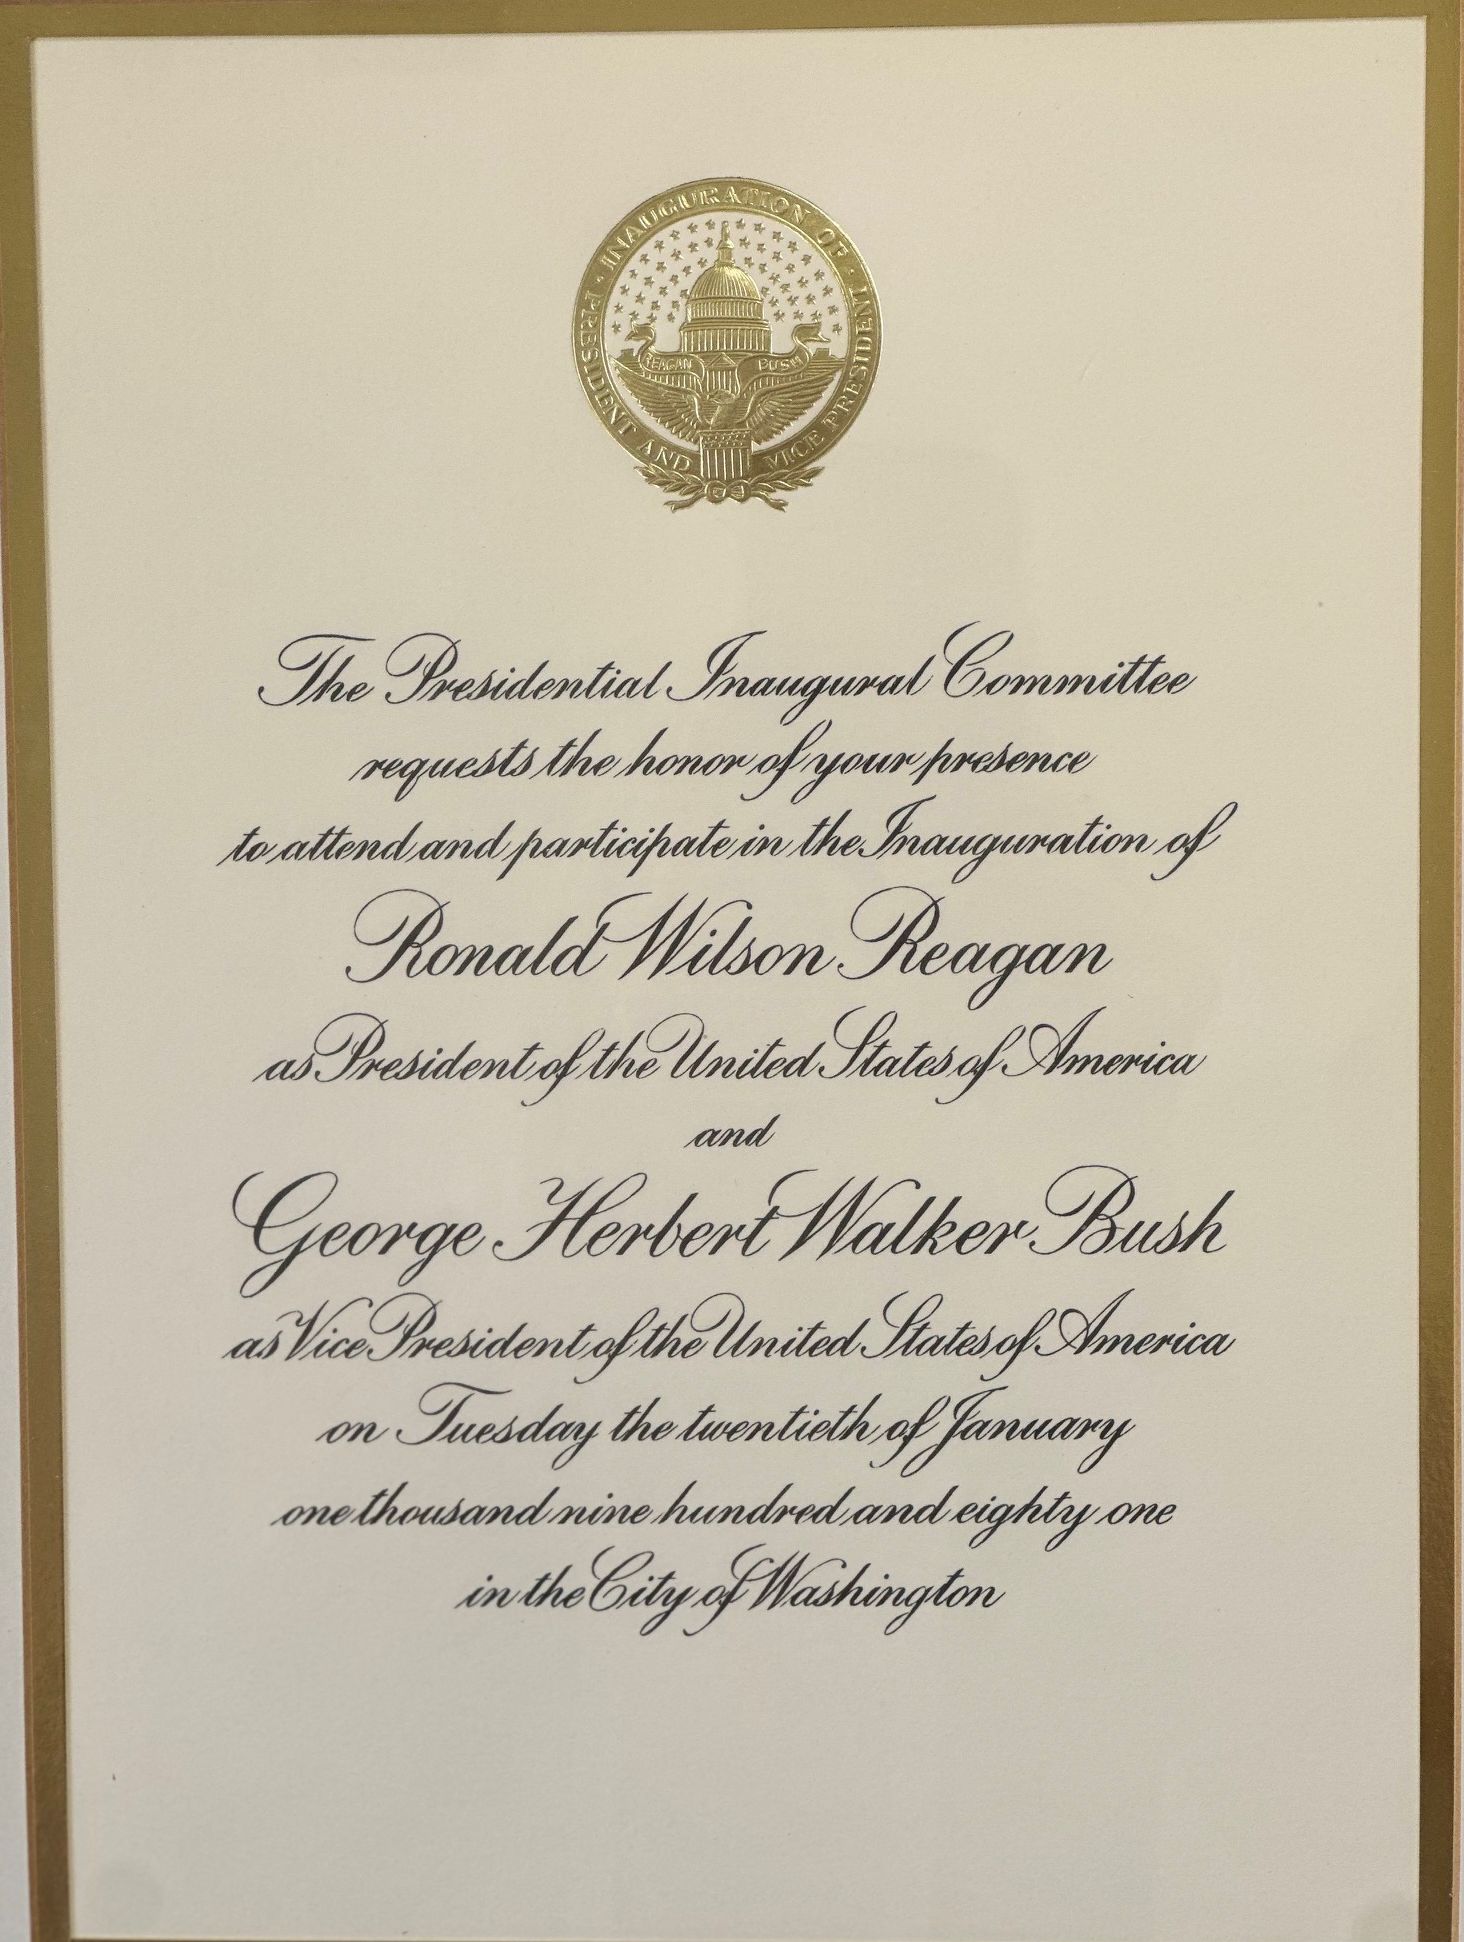 INAUGURATION OF
PRESIDENT AND VICE PRESIDENT
REAGAN BUSH
The Presidential Inaugural Committee
requests the honor of your presence
to attend and participate in the Inauguration of
Ronald Wilson Reagan
as President of the United States of America
and
George Herbert Walker Bush
as Vice President of the United States of America
on Tuesday the twentieth of January
one thousand nine hundred and eighty one
in the City of Washington